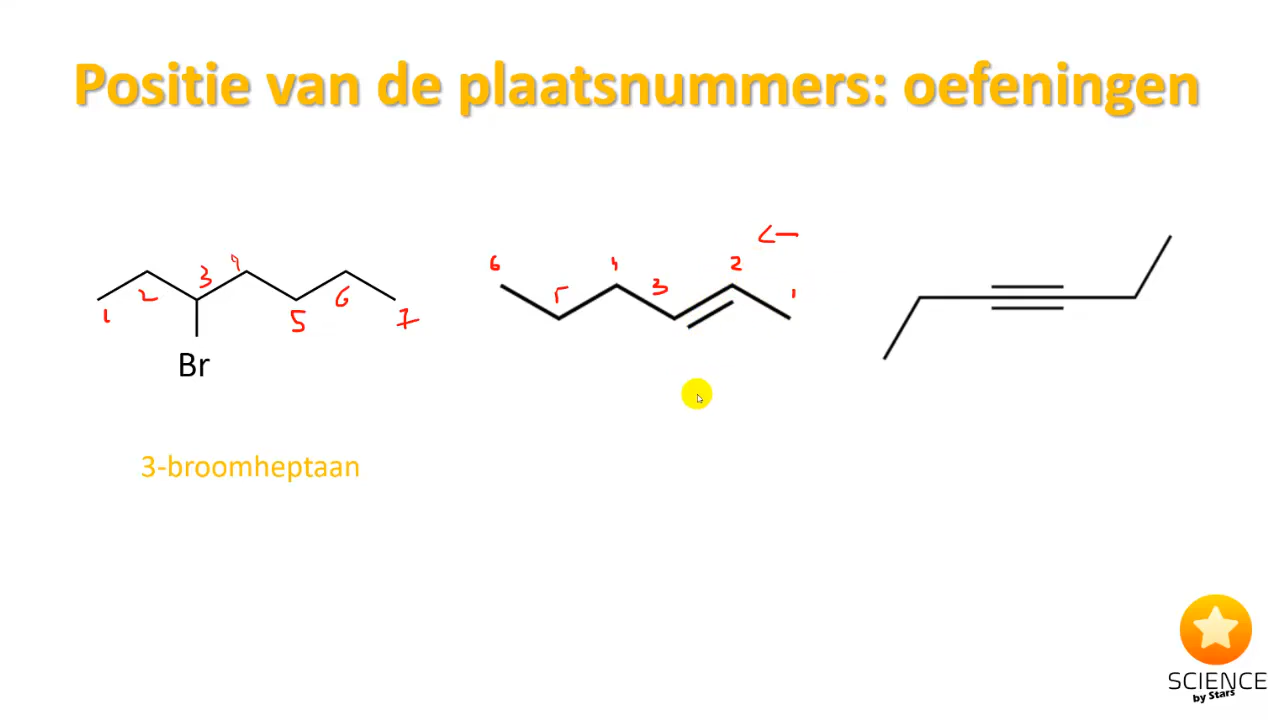 Positie van de plaatsnummers: oefeningen
1 2 3 4 5 6 7
Br
6 5 4 3 2 1
3-broomheptaan
SCIENCE
by Stars